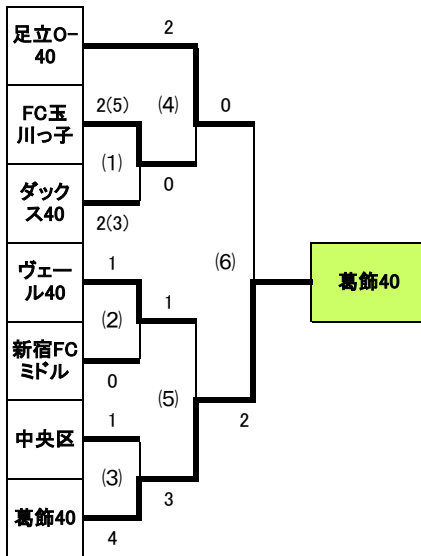 足立O-
40
2
FC玉
川っ子
2(5)
(4)
0
(1)
0
ダック
ス40
2(3)
(6)
葛飾40
ヴェー
ル40
1
(2)
1
新宿FC
ミドル
0
(5)
2
中央区
1
(3)
3
葛飾40
4